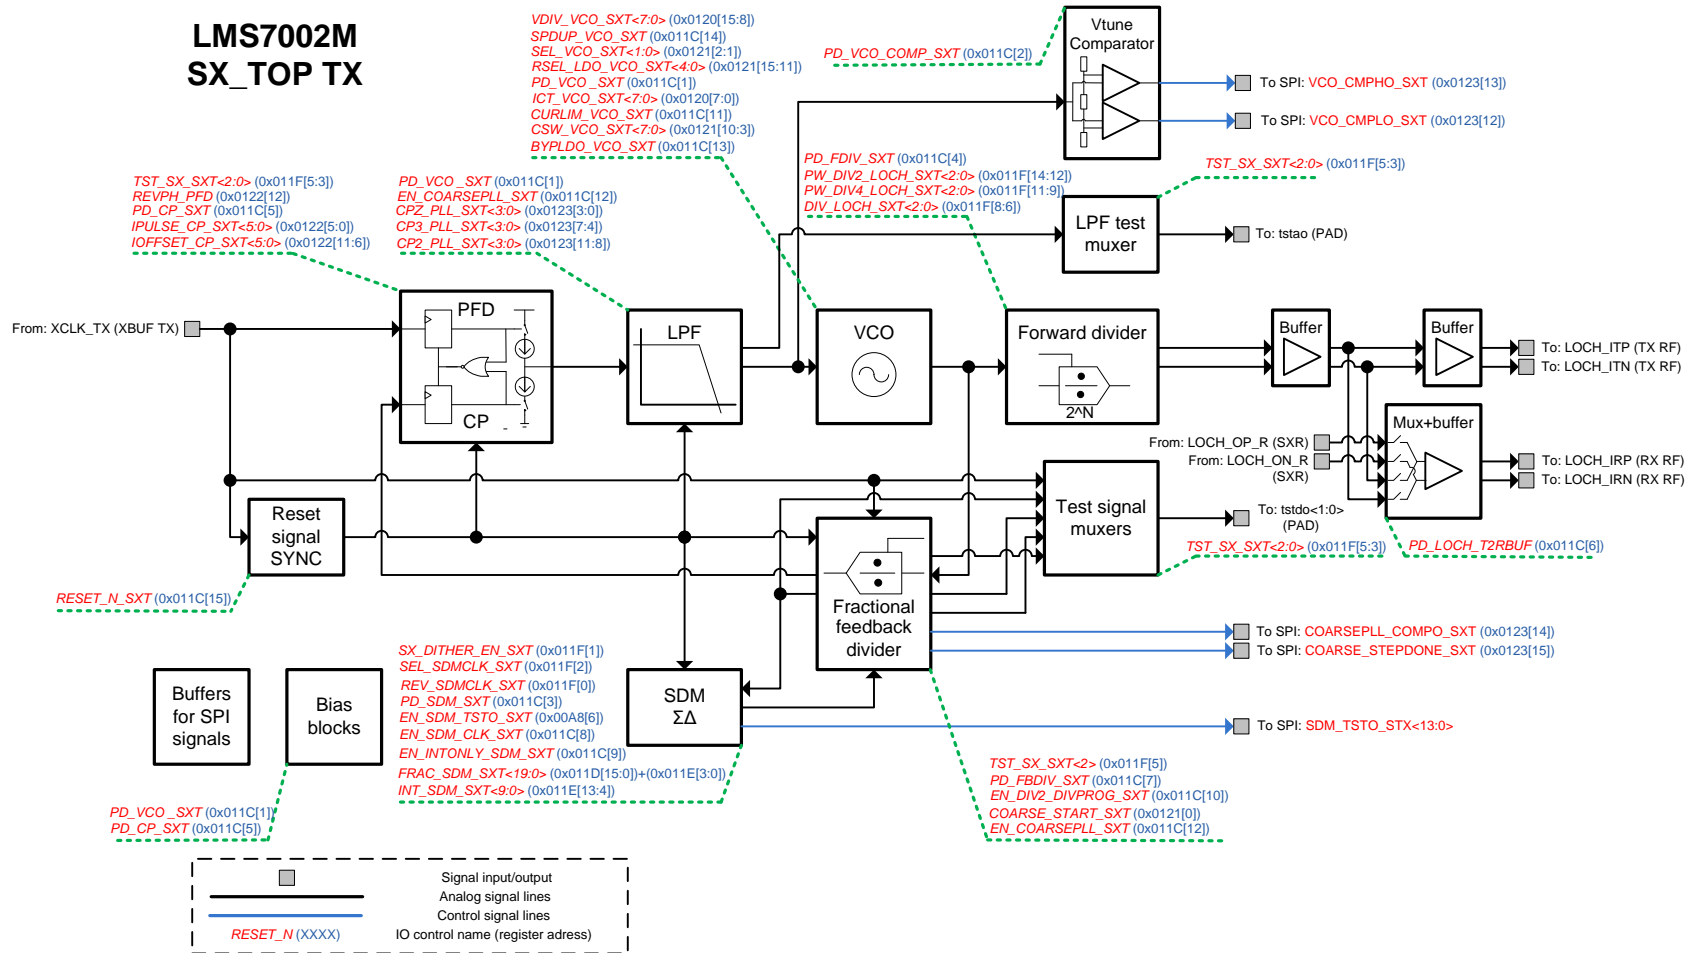 LMS7002M
SX_TOP TX
VDIV_VCO_SXT<7:0> (0x0120[15:8])
SPDUP_VCO_SXT (0x011C[14])
SEL_VCO_SXT<1:0> (0x0121[2:1])
RSEL_LDO_VCO_SXT<4:0> (0x0121[15:11])
PD_VCO_SXT (0x011C[1])
ICT_VCO_SXT<7:0> (0x0120[7:0])
CURLIM_VCO_SXT (0x011C[11])
CSW_VCO_SXT<7:0> (0x0121[10:3])
BYPLDO_VCO_SXT (0x011C[13])
PD_VCO_COMP_SXT (0x011C[2])
Vtune
Comparator
To SPI: VCO_CMPHO_SXT (0x0123[13])
To SPI: VCO_CMPLO_SXT (0x0123[12])
TST_SX_SXT<2:0> (0x011F[5:3])
REVPH_PFD (0x0122[12])
PD_CP_SXT (0x011C[5])
IPULSE_CP_SXT<5:0> (0x0122[5:0])
IOFFSET_CP_SXT<5:0> (0x0122[11:6])
PD_VCO_SXT (0x011C[1])
EN_COARSEPLL_SXT (0x011C[12])
CPZ_PLL_SXT<3:0> (0x0123[3:0])
CP3_PLL_SXT<3:0> (0x0123[7:4])
CP2_PLL_SXT<3:0> (0x0123[11:8])
PD_FDIV_SXT (0x011C[4])
PW_DIV2_LOCH_SXT<2:0> (0x011F[14:12])
PW_DIV4_LOCH_SXT<2:0> (0x011F[11:9])
DIV_LOCH_SXT<2:0> (0x011F[8:6])
TST_SX_SXT<2:0> (0x011F[5:3])
LPF test
muxer
To: tstao (PAD)
From: XCLK_TX (XBUF TX)
PFD
CP
LPF
VCO
Forward divider
2^N
Buffer
Buffer
To: LOCH_ITP (TX RF)
To: LOCH_ITN (TX RF)
Mux+buffer
From: LOCH_OP_R (SXR)
From: LOCH_ON_R
(SXR)
To: LOCH_IRP (RX RF)
To: LOCH_IRN (RX RF)
Reset
signal
SYNC
Test signal
muxers
To: tstdo<1:0>
(PAD)
TST_SX_SXT<2:0> (0x011F[5:3])
PD_LOCH_T2RBUF (0x011C[6])
RESET_N_SXT (0x011C[15])
Fractional
feedback
divider
To SPI: COARSEPLL_COMPO_SXT (0x0123[14])
To SPI: COARSE_STEPDONE_SXT (0x0123[15])
SX_DITHER_EN_SXT (0x011F[1])
SEL_SDMCLK_SXT (0x011F[2])
REV_SDMCLK_SXT (0x011F[0])
PD_SDM_SXT (0x011C[3])
EN_SDM_TSTO_SXT (0x00A8[6])
EN_SDM_CLK_SXT (0x011C[8])
EN_INTONLY_SDM_SXT (0x011C[9])
FRAC_SDM_SXT<19:0> (0x011D[15:0])+(0x011E[3:0])
INT_SDM_SXT<9:0> (0x011E[13:4])
SDM
ΣΔ
To SPI: SDM_TSTO_STX<13:0>
Buffers
for SPI
signals
Bias
blocks
PD_VCO_SXT (0x011C[1])
PD_CP_SXT (0x011C[5])
TST_SX_SXT<2> (0x011F[5])
PD_FBDIV_SXT (0x011C[7])
EN_DIV2_DIVPROG_SXT (0x011C[10])
COARSE_START_SXT (0x0121[0])
EN_COARSEPLL_SXT (0x011C[12])
Signal input/output
Analog signal lines
Control signal lines
RESET_N (XXXX) IO control name (register adress)